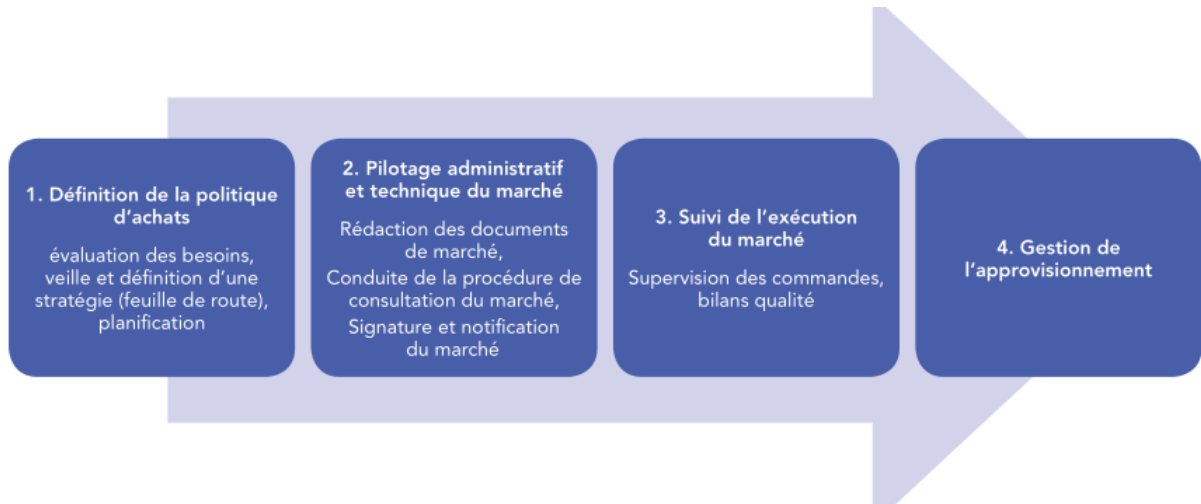 1. Définition de la politique
d’achats
évaluation des besoins,
veille et définition d’une
stratégie (feuille de route),
planification
2. Pilotage administratif
et technique du marché
Rédaction des documents
de marché,
Conduite de la procédure de
consultation du marché,
Signature et notification
du marché
3. Suivi de l’exécution
du marché
Supervision des commandes,
bilans qualité
4. Gestion de
l’approvisionnement